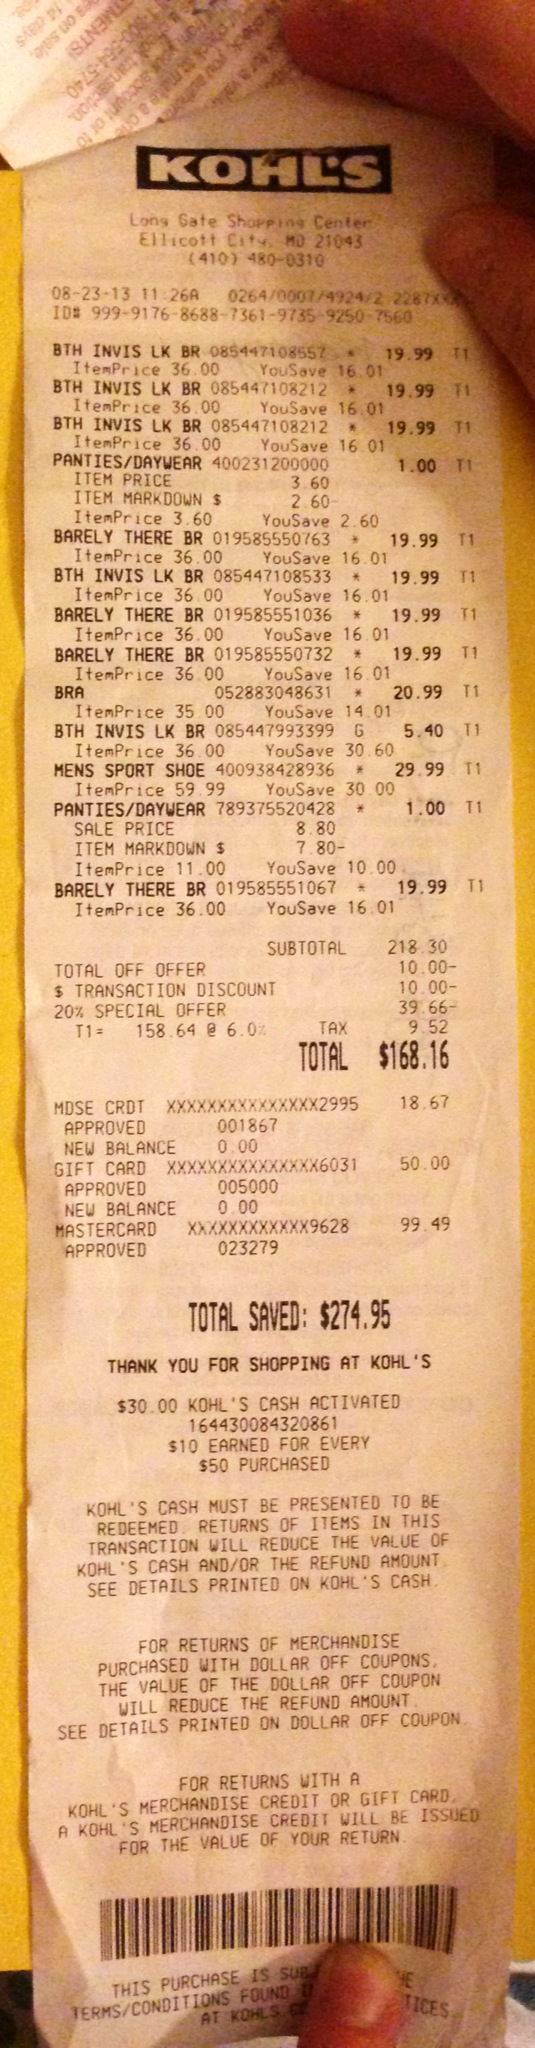 KOHL'S
Long Gate Shopping Center
Ellicott City, MD 21043
(410) 480-0310
08-23-13 11:26A 0264/0007/4924/2 2287XXX
ID# 999-9176-8688-7361-9735-9250-7560
BTH INVIS LK BR 085447108557 * 19.99 T1
ItemPrice 36.00 YouSave 16.01
BTH INVIS LK BR 085447108212 * 19.99 T1
ItemPrice 36.00 YouSave 16.01
BTH INVIS LK BR 085447108212 * 19.99 T1
ItemPrice 36.00 YouSave 16.01
PANTIES/DAYWEAR 400231200000 1.00 T1
ITEM PRICE 3.60
ITEM MARKDOWN $ 2.60-
ItemPrice 3.60 YouSave 2.60
BARELY THERE BR 019585550763 * 19.99 T1
ItemPrice 36.00 YouSave 16.01
BTH INVIS LK BR 085447108533 * 19.99 T1
ItemPrice 36.00 YouSave 16.01
BARELY THERE BR 019585551036 * 19.99 T1
ItemPrice 36.00 YouSave 16.01
BARELY THERE BR 019585550732 * 19.99 T1
ItemPrice 36.00 YouSave 16.01
BRA 052883048631 * 20.99 T1
ItemPrice 35.00 YouSave 14.01
BTH INVIS LK BR 085447993399 G 5.40 T1
ItemPrice 36.00 YouSave 30.60
MENS SPORT SHOE 400938428936 * 29.99 T1
ItemPrice 59.99 YouSave 30.00
PANTIES/DAYWEAR 789375520428 * 1.00 T1
SALE PRICE 8.80
ITEM MARKDOWN $ 7.80-
ItemPrice 11.00 YouSave 10.00
BARELY THERE BR 019585551067 * 19.99 T1
ItemPrice 36.00 YouSave 16.01
SUBTOTAL 218.30
TOTAL OFF OFFER 10.00-
$ TRANSACTION DISCOUNT 10.00-
20% SPECIAL OFFER 39.66-
T1= 158.64 @ 6.0% TAX 9.52
TOTAL $168.16
MDSE CRDT XXXXXXXXXXXXXXX2995 18.67
APPROVED 001867
NEW BALANCE 0.00
GIFT CARD XXXXXXXXXXXXXXX6031 50.00
APPROVED 005000
NEW BALANCE 0.00
MASTERCARD XXXXXXXXXXXX9628 99.49
APPROVED 023279
TOTAL SAVED: $274.95
THANK YOU FOR SHOPPING AT KOHL'S
$30.00 KOHL'S CASH ACTIVATED
164430084320861
$10 EARNED FOR EVERY
$50 PURCHASED
KOHL'S CASH MUST BE PRESENTED TO BE
REDEEMED. RETURNS OF ITEMS IN THIS
TRANSACTION WILL REDUCE THE VALUE OF
KOHL'S CASH AND/OR THE REFUND AMOUNT.
SEE DETAILS PRINTED ON KOHL'S CASH.
FOR RETURNS OF MERCHANDISE
PURCHASED WITH DOLLAR OFF COUPONS,
THE VALUE OF THE DOLLAR OFF COUPON
WILL REDUCE THE REFUND AMOUNT.
SEE DETAILS PRINTED ON DOLLAR OFF COUPON.
FOR RETURNS WITH A
KOHL'S MERCHANDISE CREDIT OR GIFT CARD,
A KOHL'S MERCHANDISE CREDIT WILL BE ISSUED
FOR THE VALUE OF YOUR RETURN.
THIS PURCHASE IS
TERMS/CONDITIONS FOUND
AT KOHLS